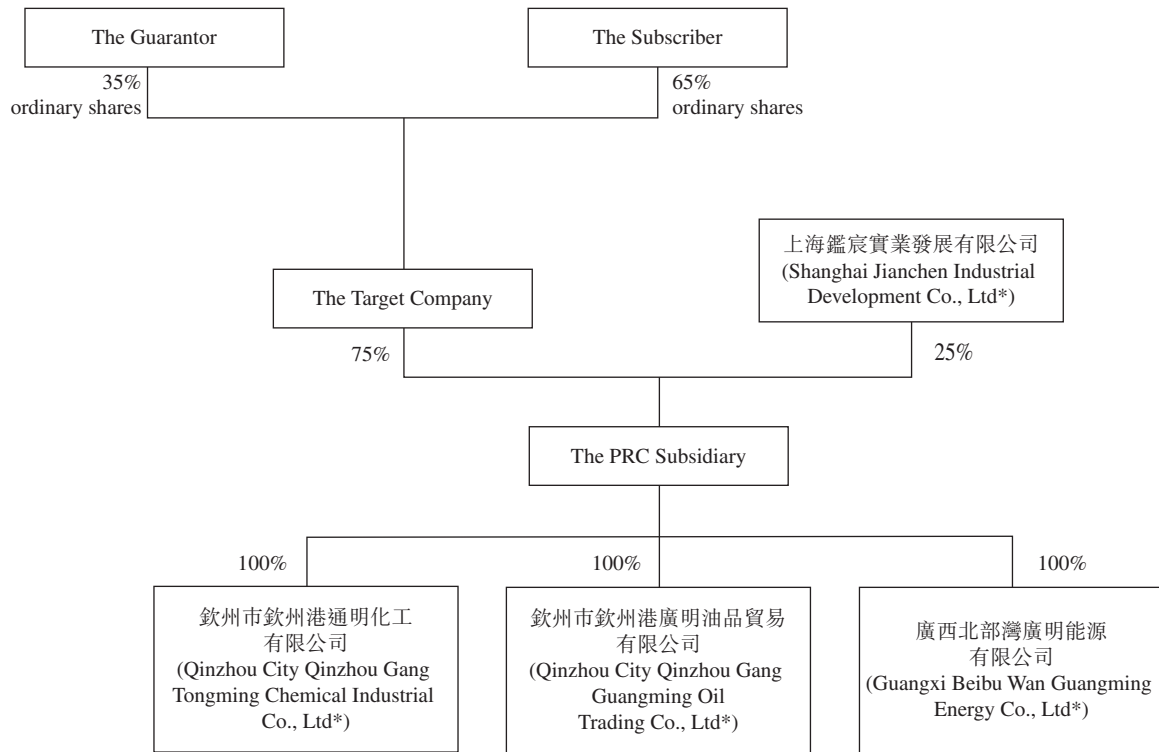 The Guarantor
The Subscriber
35%
ordinary shares
65%
ordinary shares
上海鑑宸實業發展有限公司
(Shanghai Jianchen Industrial
Development Co., Ltd*)
The Target Company
75%
25%
The PRC Subsidiary
100%
100%
100%
欽州市欽州港通明化工
有限公司
(Qinzhou City Qinzhou Gang
Tongming Chemical Industrial
Co., Ltd*)
欽州市欽州港廣明油品貿易
有限公司
(Qinzhou City Qinzhou Gang
Guangming Oil
Trading Co., Ltd*)
廣西北部灣廣明能源
有限公司
(Guangxi Beibu Wan Guangming
Energy Co., Ltd*)